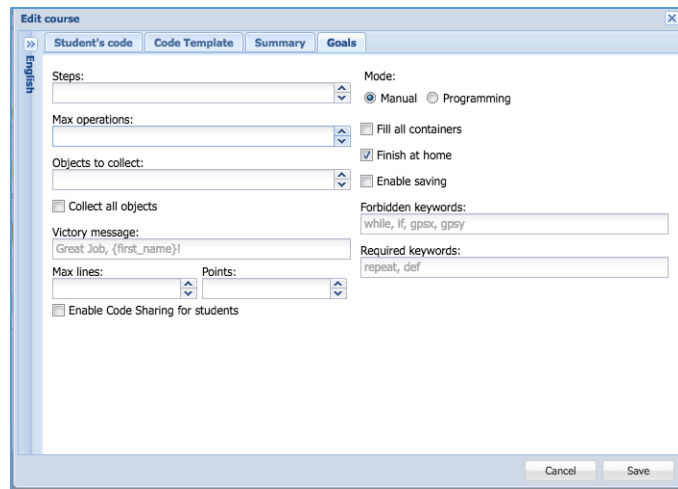 Edit course
Student's code Code Template Summary Goals
English
Steps:
Max operations:
Objects to collect:
Collect all objects
Victory message:
Great Job, {first_name}!
Max lines: Points:
Enable Code Sharing for students
Mode:
Manual Programming
Fill all containers
Finish at home
Enable saving
Forbidden keywords:
while, if, gpsx, gpsy
Required keywords:
repeat, def
Cancel Save